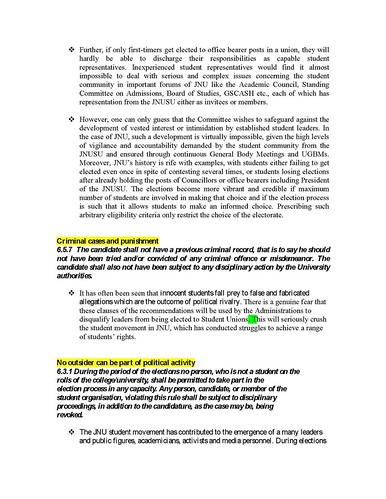 ❖ Further, if only first-timers get elected to office bearer posts in a union, they will
hardly be able to discharge their responsibilities as capable student
representatives. Inexperienced student representatives would find it almost
impossible to deal with serious and complex issues concerning the student
community in important forums of JNU like the Academic Council, Standing
Committee on Admissions, Board of Studies, GSCASH etc., each of which has
representation from the JNUSU either as invitees or members.
❖ However, one can only guess that the Committee wishes to safeguard against the
development of vested interest or intimidation by established student leaders. In
the case of JNU, such a development is virtually impossible, given the high levels
of vigilance and accountability demanded by the student community from the
JNUSU and ensured through continuous General Body Meetings and UGBMs.
Moreover, JNU's history is rife with examples, with students either failing to get
elected even once in spite of contesting several times, or students losing elections
after already holding the posts of Councillors or office bearers including President
of the JNUSU. The elections become more vibrant and credible if maximum
number of students are involved in making that choice and if the election process
is such that it allows students to make an informed choice. Prescribing such
arbitrary eligibility criteria only restrict the choice of the electorate.
Criminal cases and punishment
6.5.7 The candidate shall not have a previous criminal record, that is to say he should
not have been tried and/or convicted of any criminal offence or misdemeanor. The
candidate shall also not have been subject to any disciplinary action by the University
authorities.
❖ It has often been seen that innocent students fall prey to false and fabricated
allegations which are the outcome of political rivalry. There is a genuine fear that
these clauses of the recommendations will be used by the Administrations to
disqualify leaders from being elected to Student Unions. This will seriously crush
the student movement in JNU, which has conducted struggles to achieve a range
of students' rights.
No outsider can be part of political activity
6.3.1 During the period of the elections no person, who is not a student on the
rolls of the college/university, shall be permitted to take part in the
election process in any capacity. Any person, candidate, or member of the
student organisation, violating this rule shall be subject to disciplinary
proceedings, in addition to the candidature, as the case may be, being
revoked.
❖ The JNU student movement has contributed to the emergence of a many leaders
and public figures, academicians, activists and media personnel. During elections